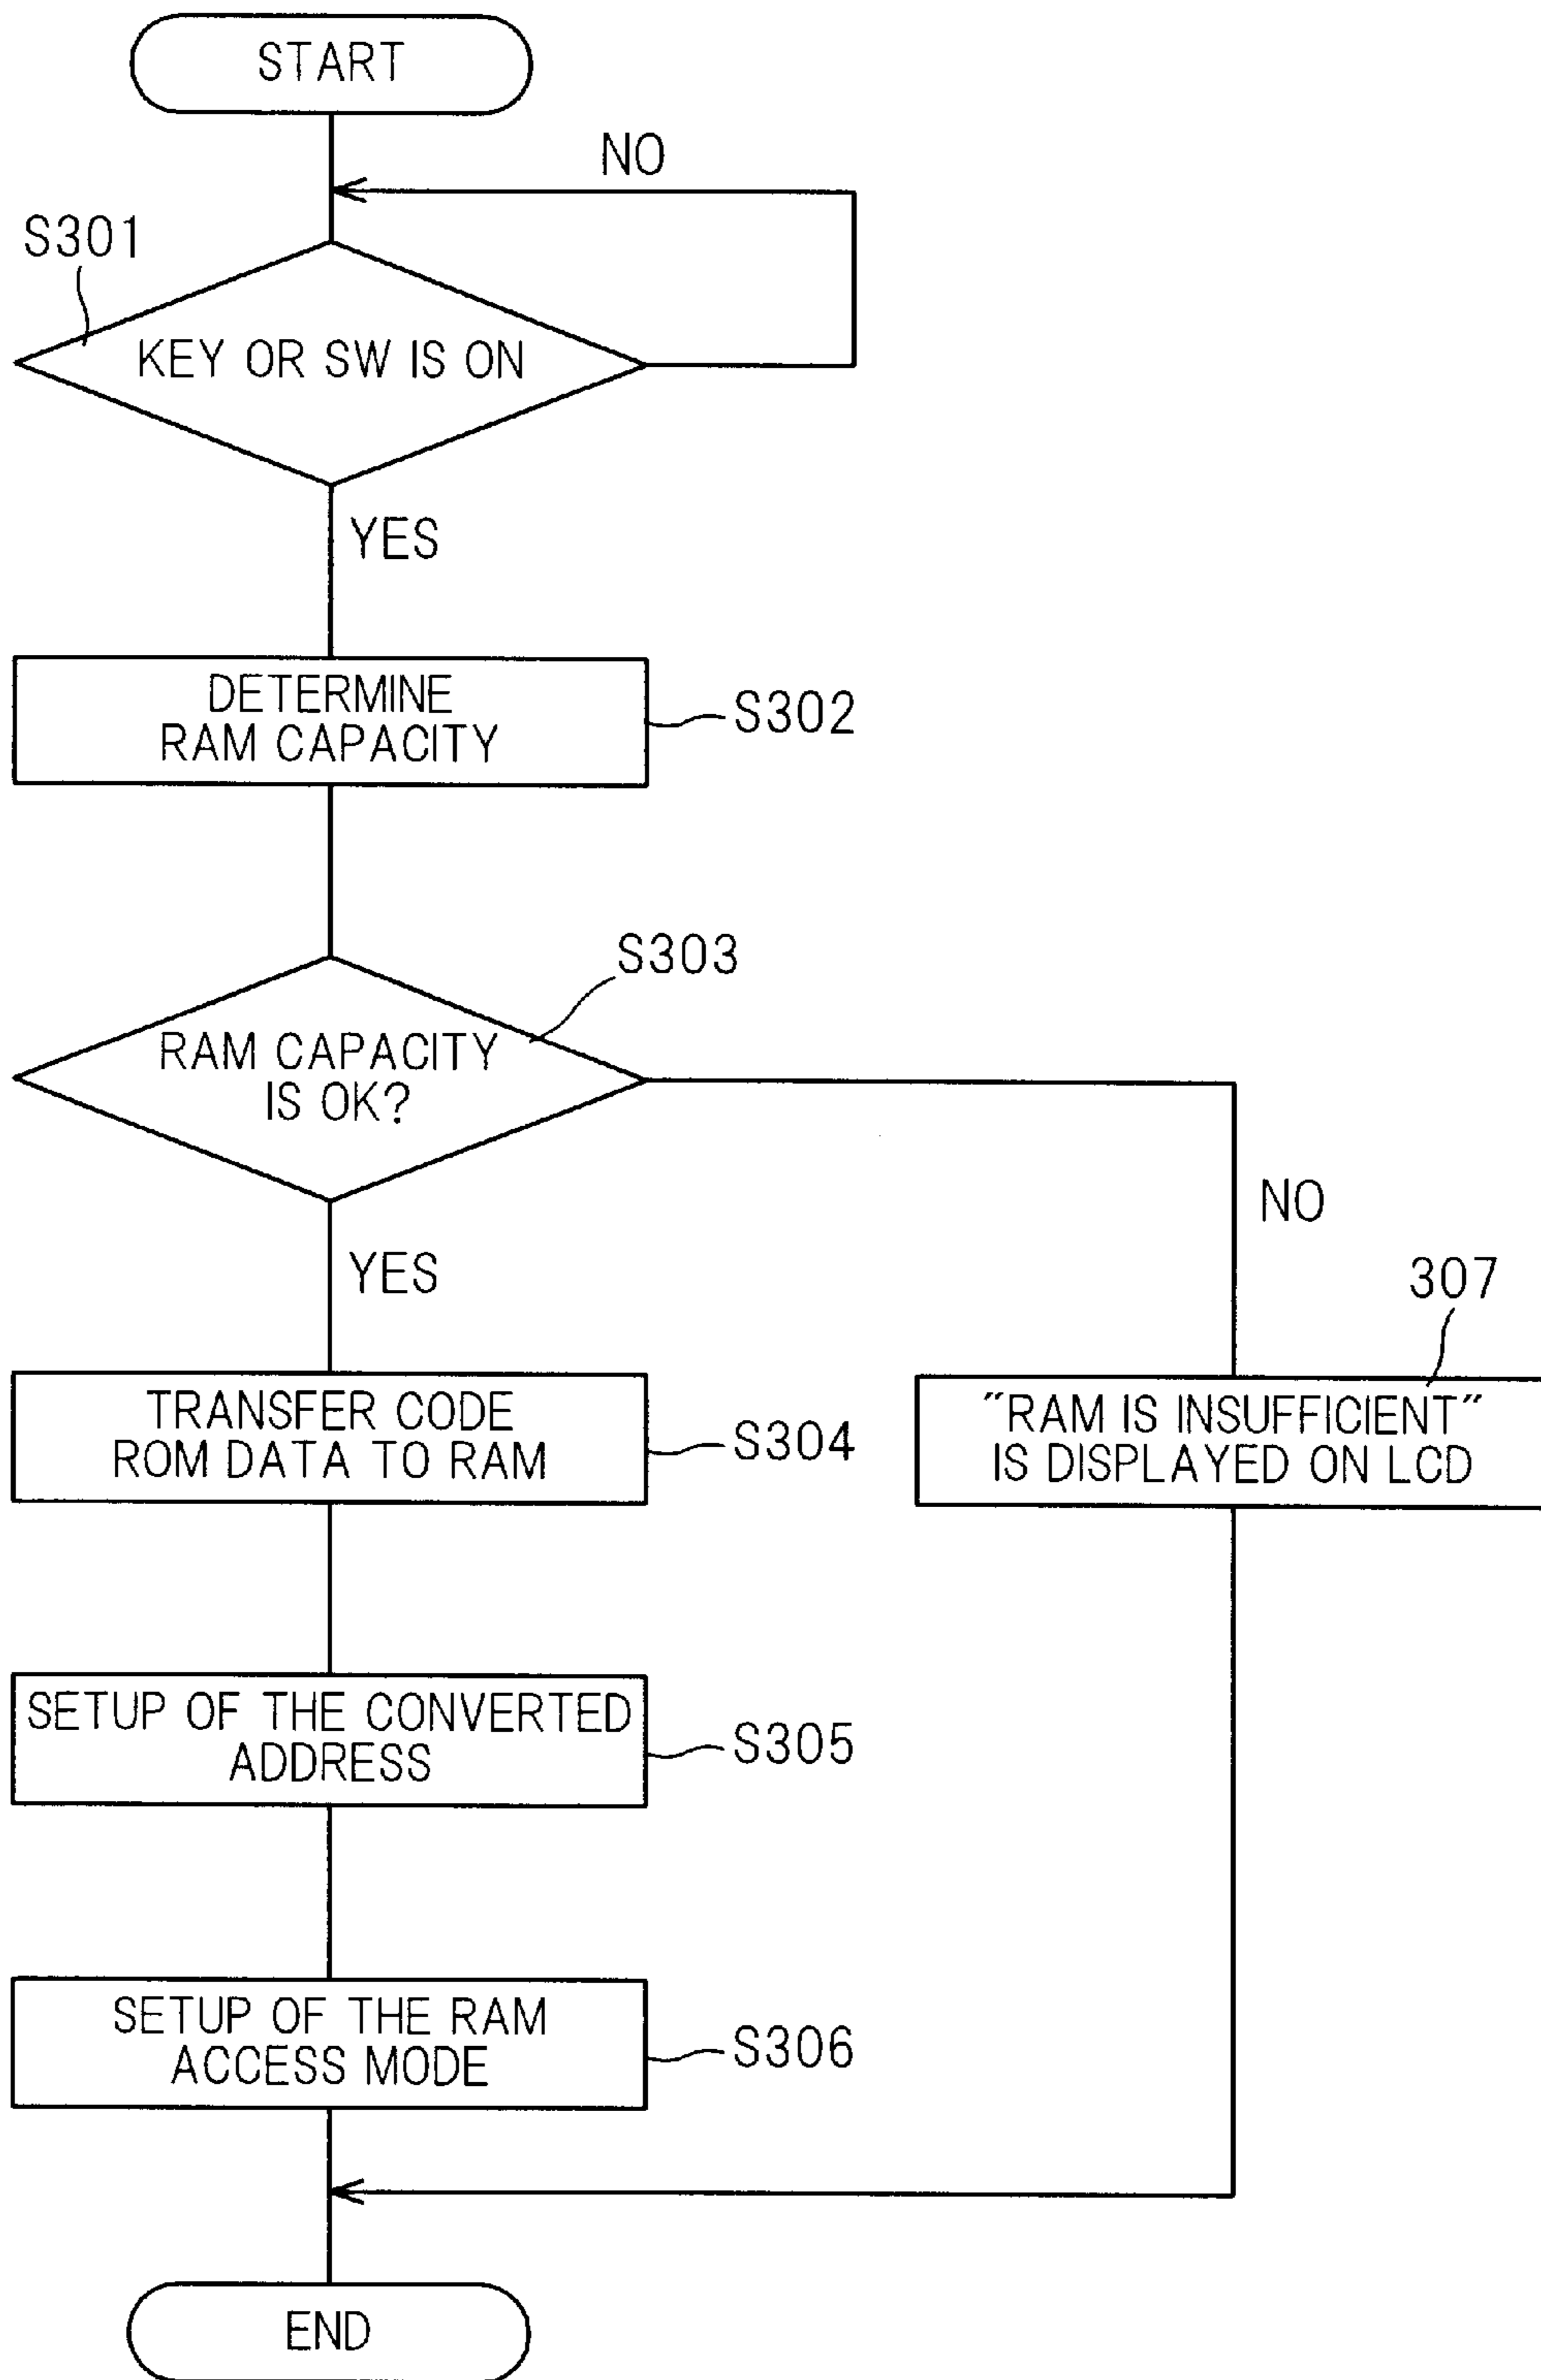 START
NO
S301
KEY OR SW IS ON
YES
DETERMINE
RAM CAPACITY
S302
S303
RAM CAPACITY
IS OK?
NO
YES
307
TRANSFER CODE
ROM DATA TO RAM
S304
"RAM IS INSUFFICIENT"
IS DISPLAYED ON LCD
SETUP OF THE CONVERTED
ADDRESS
S305
SETUP OF THE RAM
ACCESS MODE
S306
END